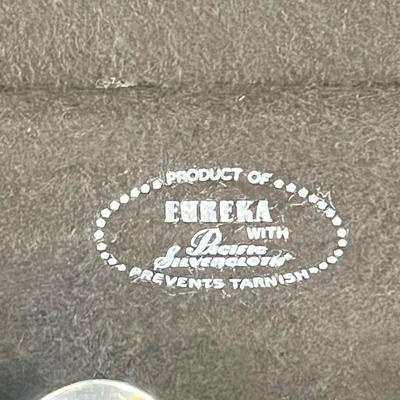 PRODUCT OF
EUREKA
WITH
Pacific
Silvercloth
PREVENTS TARNISH